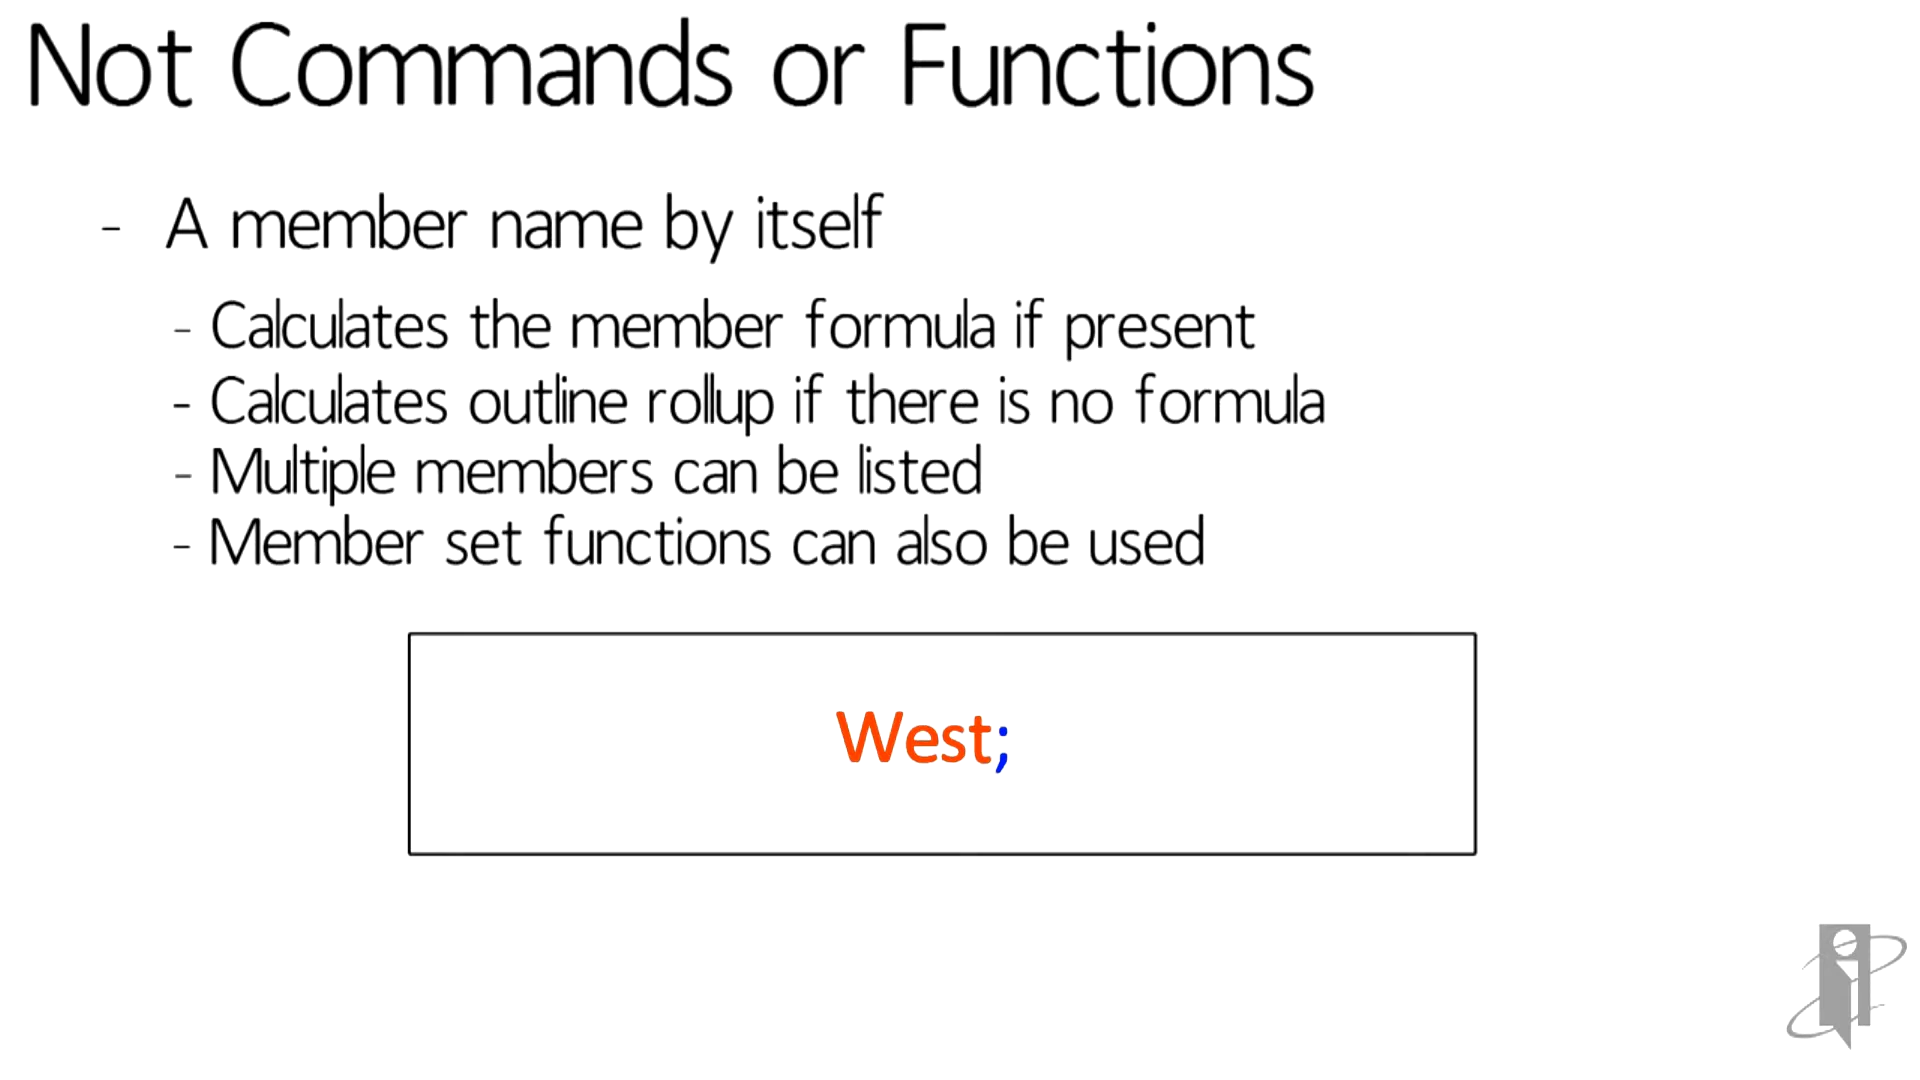 Not Commands or Functions
- A member name by itself
- Calculates the member formula if present
- Calculates outline rollup if there is no formula
- Multiple members can be listed
- Member set functions can also be used
West;